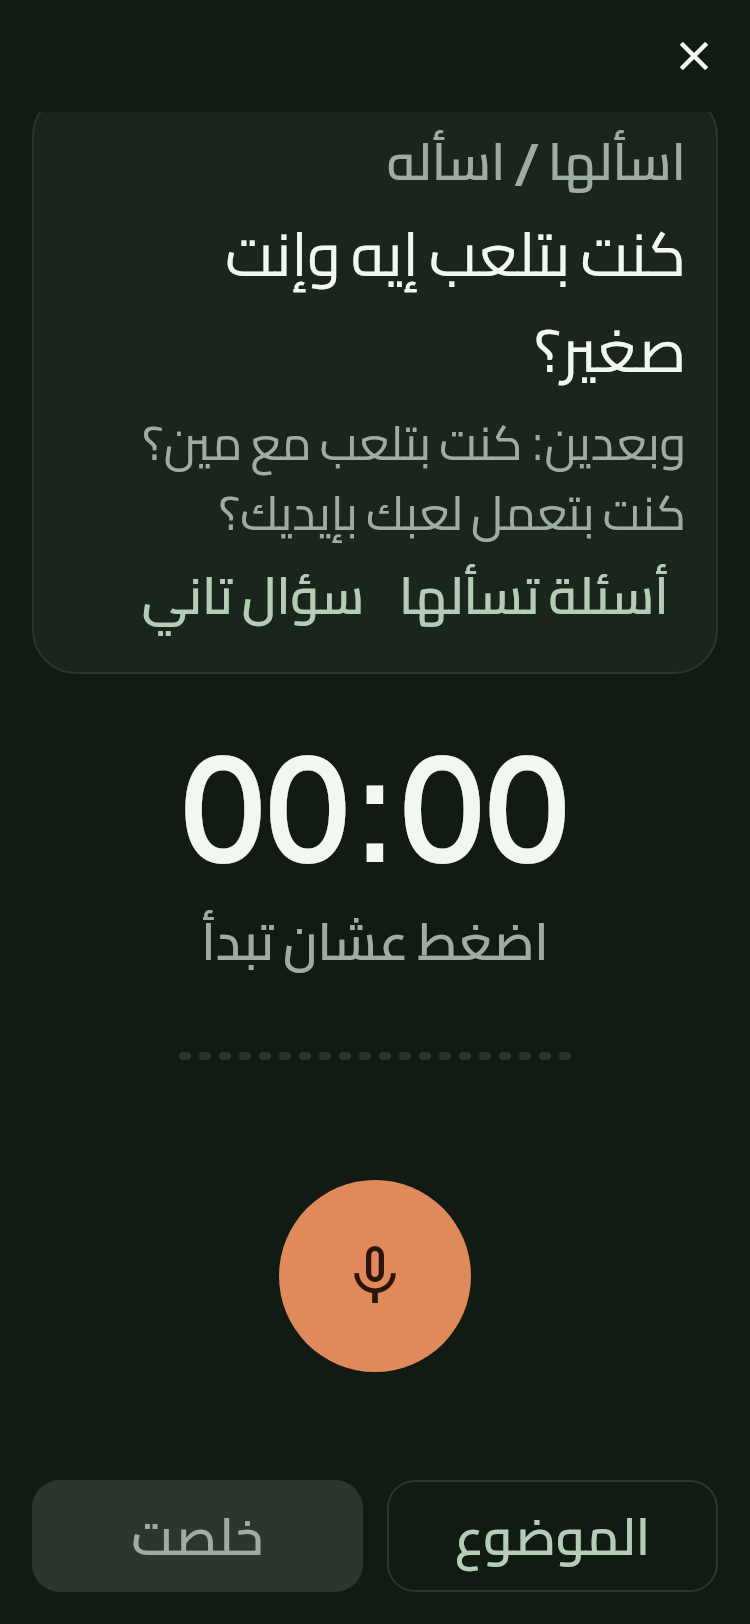 اسألها / اسأله
كنت بتلعب إيه وإنت
صغير؟
وبعدين: كنت بتلعب مع مين؟
كنت بتعمل لعبك بإيديك؟
أسئلة تسألها سؤال تاني
00:00
اضغط عشان تبدأ
الموضوع خلصت